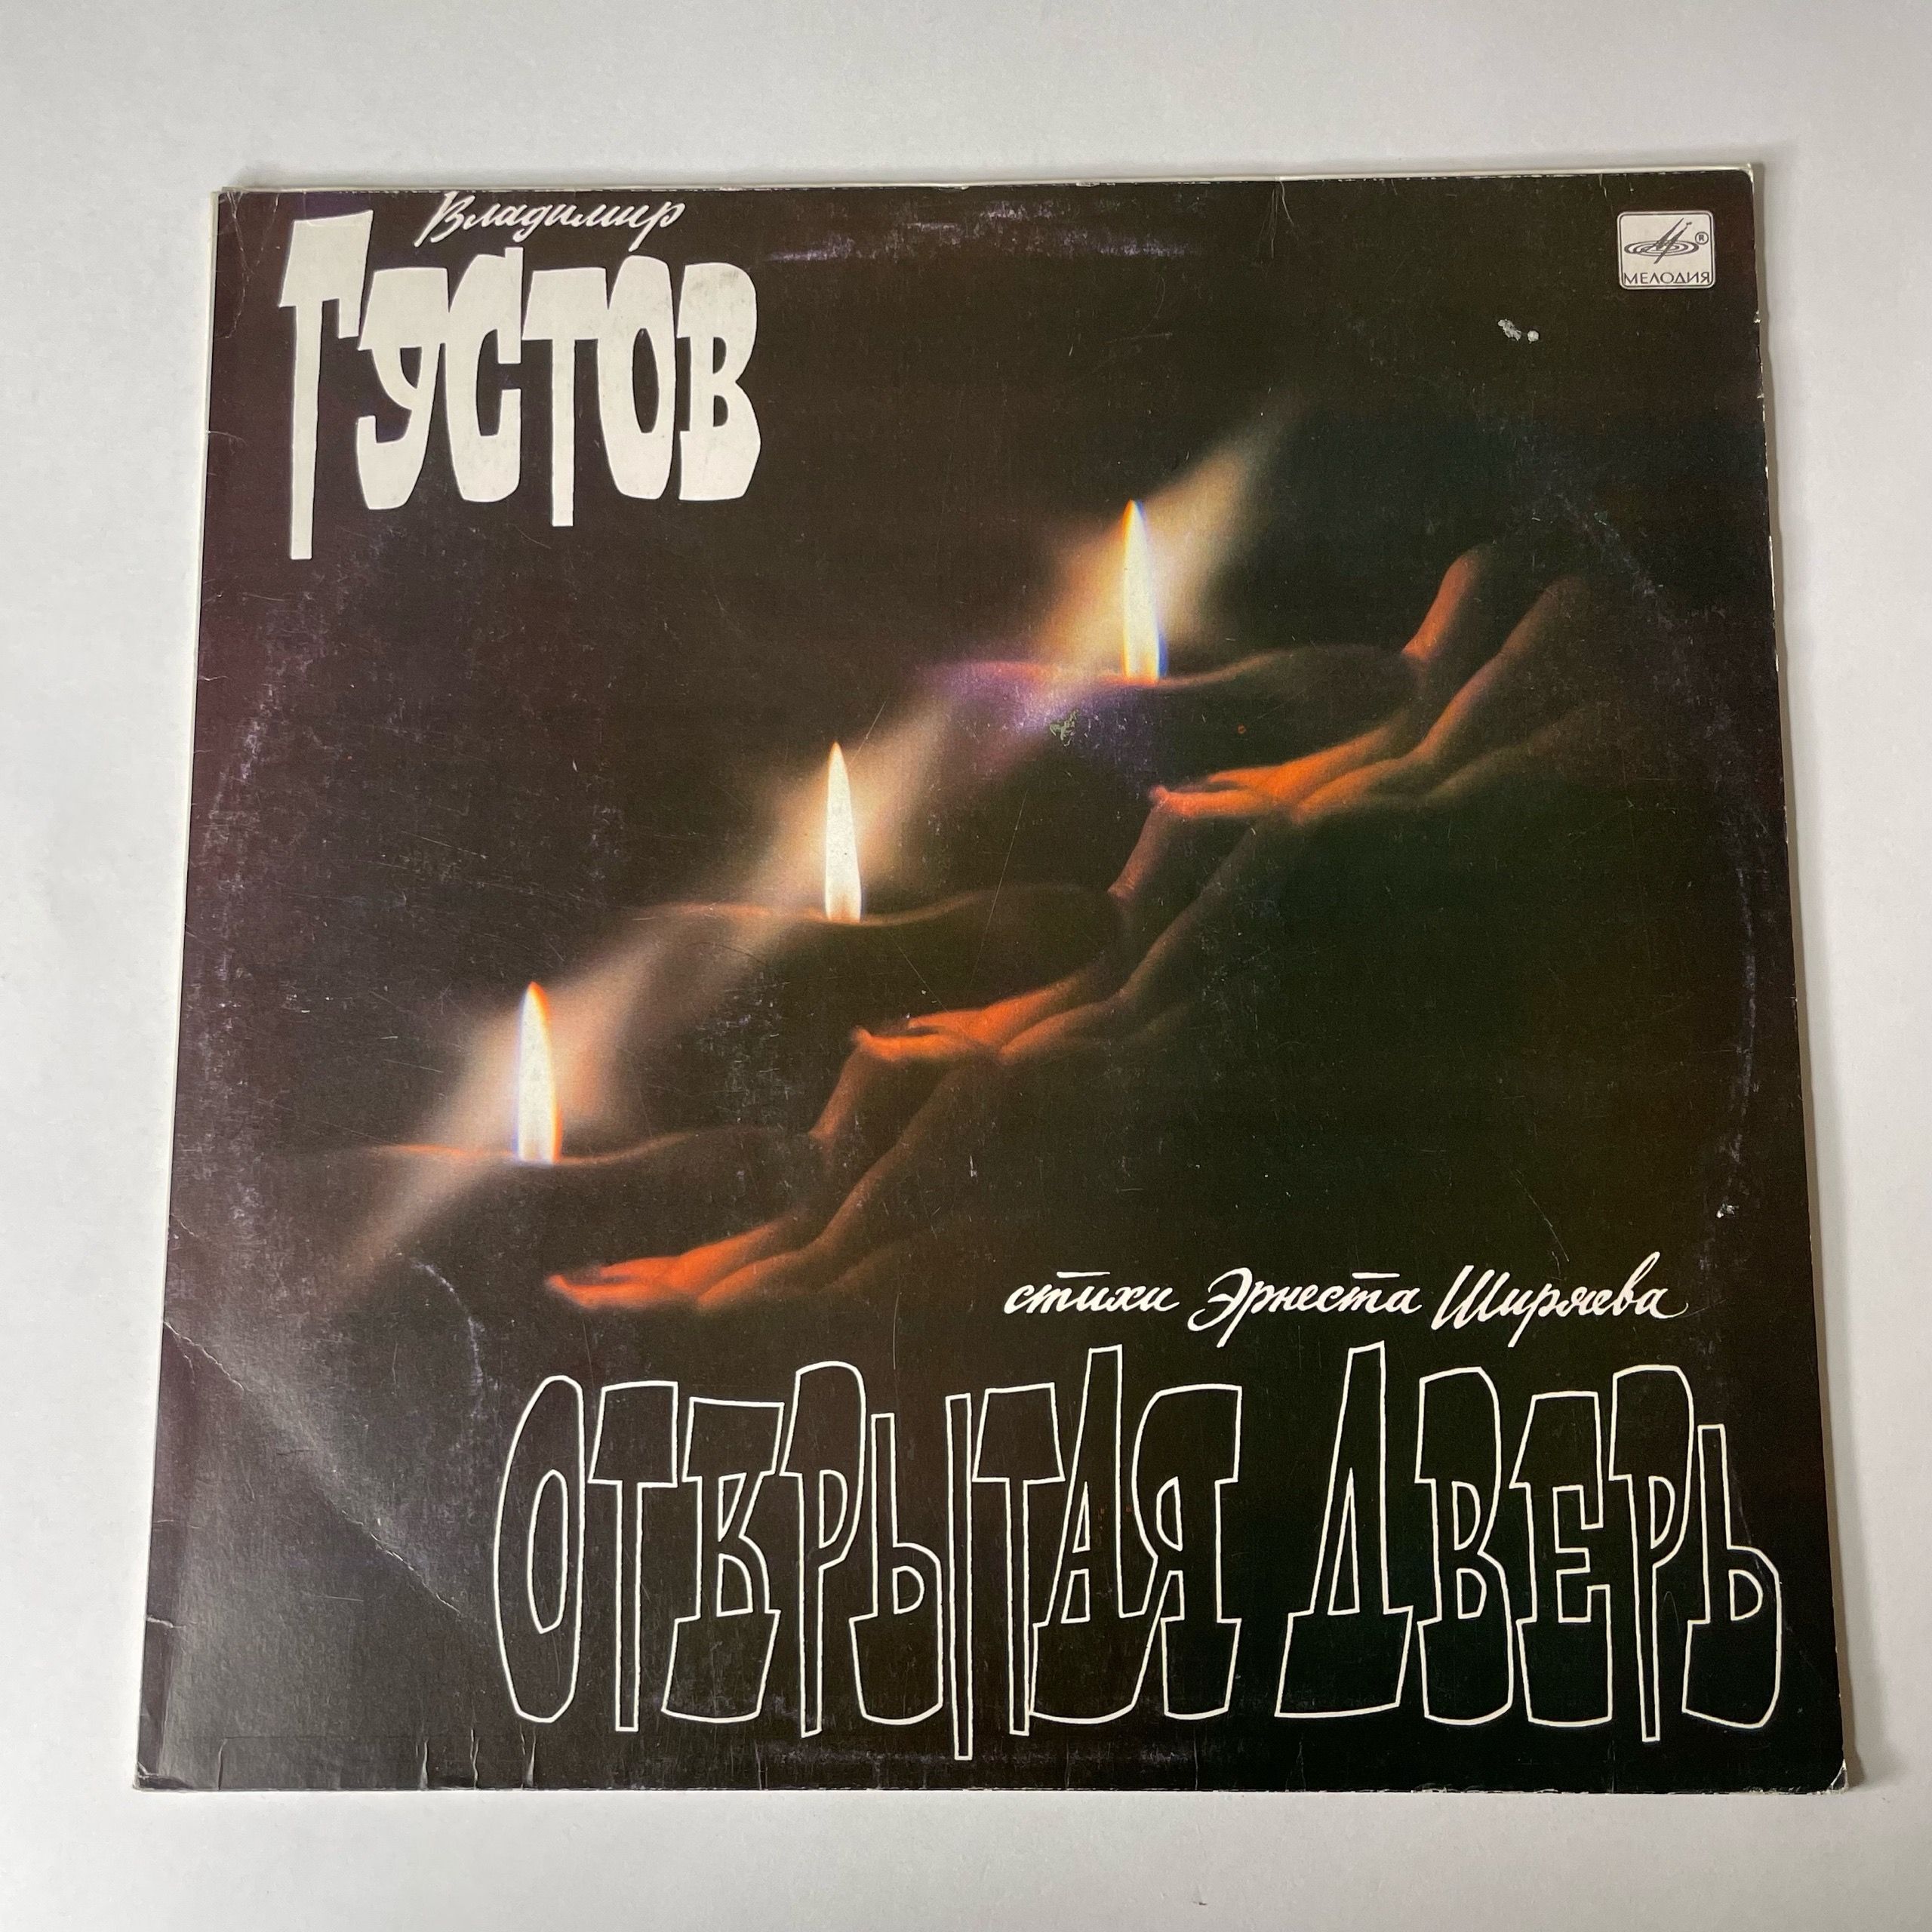 Владимир
ГУСТОВ
МЕЛОДИЯ
стихи Эрнеста Ширяева
ОТКРЫТАЯ ДВЕРЬ